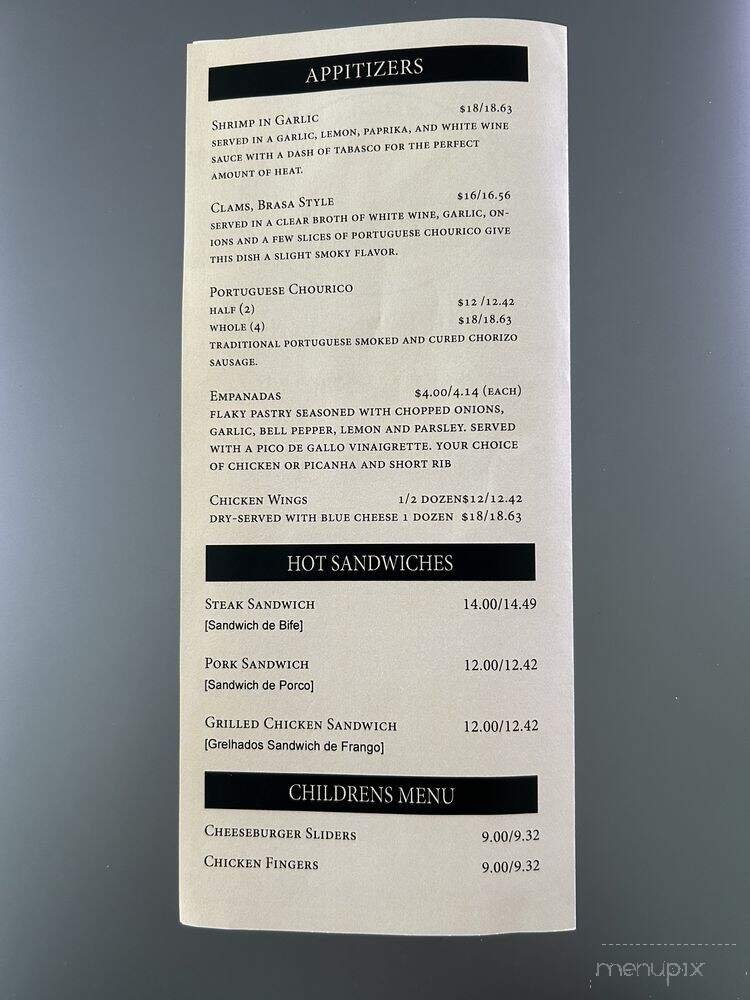 APPITIZERS
SHRIMP IN GARLIC $18/18.63
SERVED IN A GARLIC, LEMON, PAPRIKA, AND WHITE WINE
SAUCE WITH A DASH OF TABASCO FOR THE PERFECT
AMOUNT OF HEAT.
CLAMS, BRASA STYLE $16/16.56
SERVED IN A CLEAR BROTH OF WHITE WINE, GARLIC, ON-
IONS AND A FEW SLICES OF PORTUGUESE CHOURICO GIVE
THIS DISH A SLIGHT SMOKY FLAVOR.
PORTUGUESE CHOURICO
HALF (2) $12 /12.42
WHOLE (4) $18/18.63
TRADITIONAL PORTUGUESE SMOKED AND CURED CHORIZO
SAUSAGE.
EMPANADAS $4.00/4.14 (EACH)
FLAKY PASTRY SEASONED WITH CHOPPED ONIONS,
GARLIC, BELL PEPPER, LEMON AND PARSLEY. SERVED
WITH A PICO DE GALLO VINAIGRETTE. YOUR CHOICE
OF CHICKEN OR PICANHA AND SHORT RIB
CHICKEN WINGS 1/2 DOZEN$12/12.42
DRY-SERVED WITH BLUE CHEESE 1 DOZEN $18/18.63
HOT SANDWICHES
STEAK SANDWICH 14.00/14.49
[Sandwich de Bife]
PORK SANDWICH 12.00/12.42
[Sandwich de Porco]
GRILLED CHICKEN SANDWICH 12.00/12.42
[Grelhados Sandwich de Frango]
CHILDRENS MENU
CHEESEBURGER SLIDERS 9.00/9.32
CHICKEN FINGERS 9.00/9.32
menupix